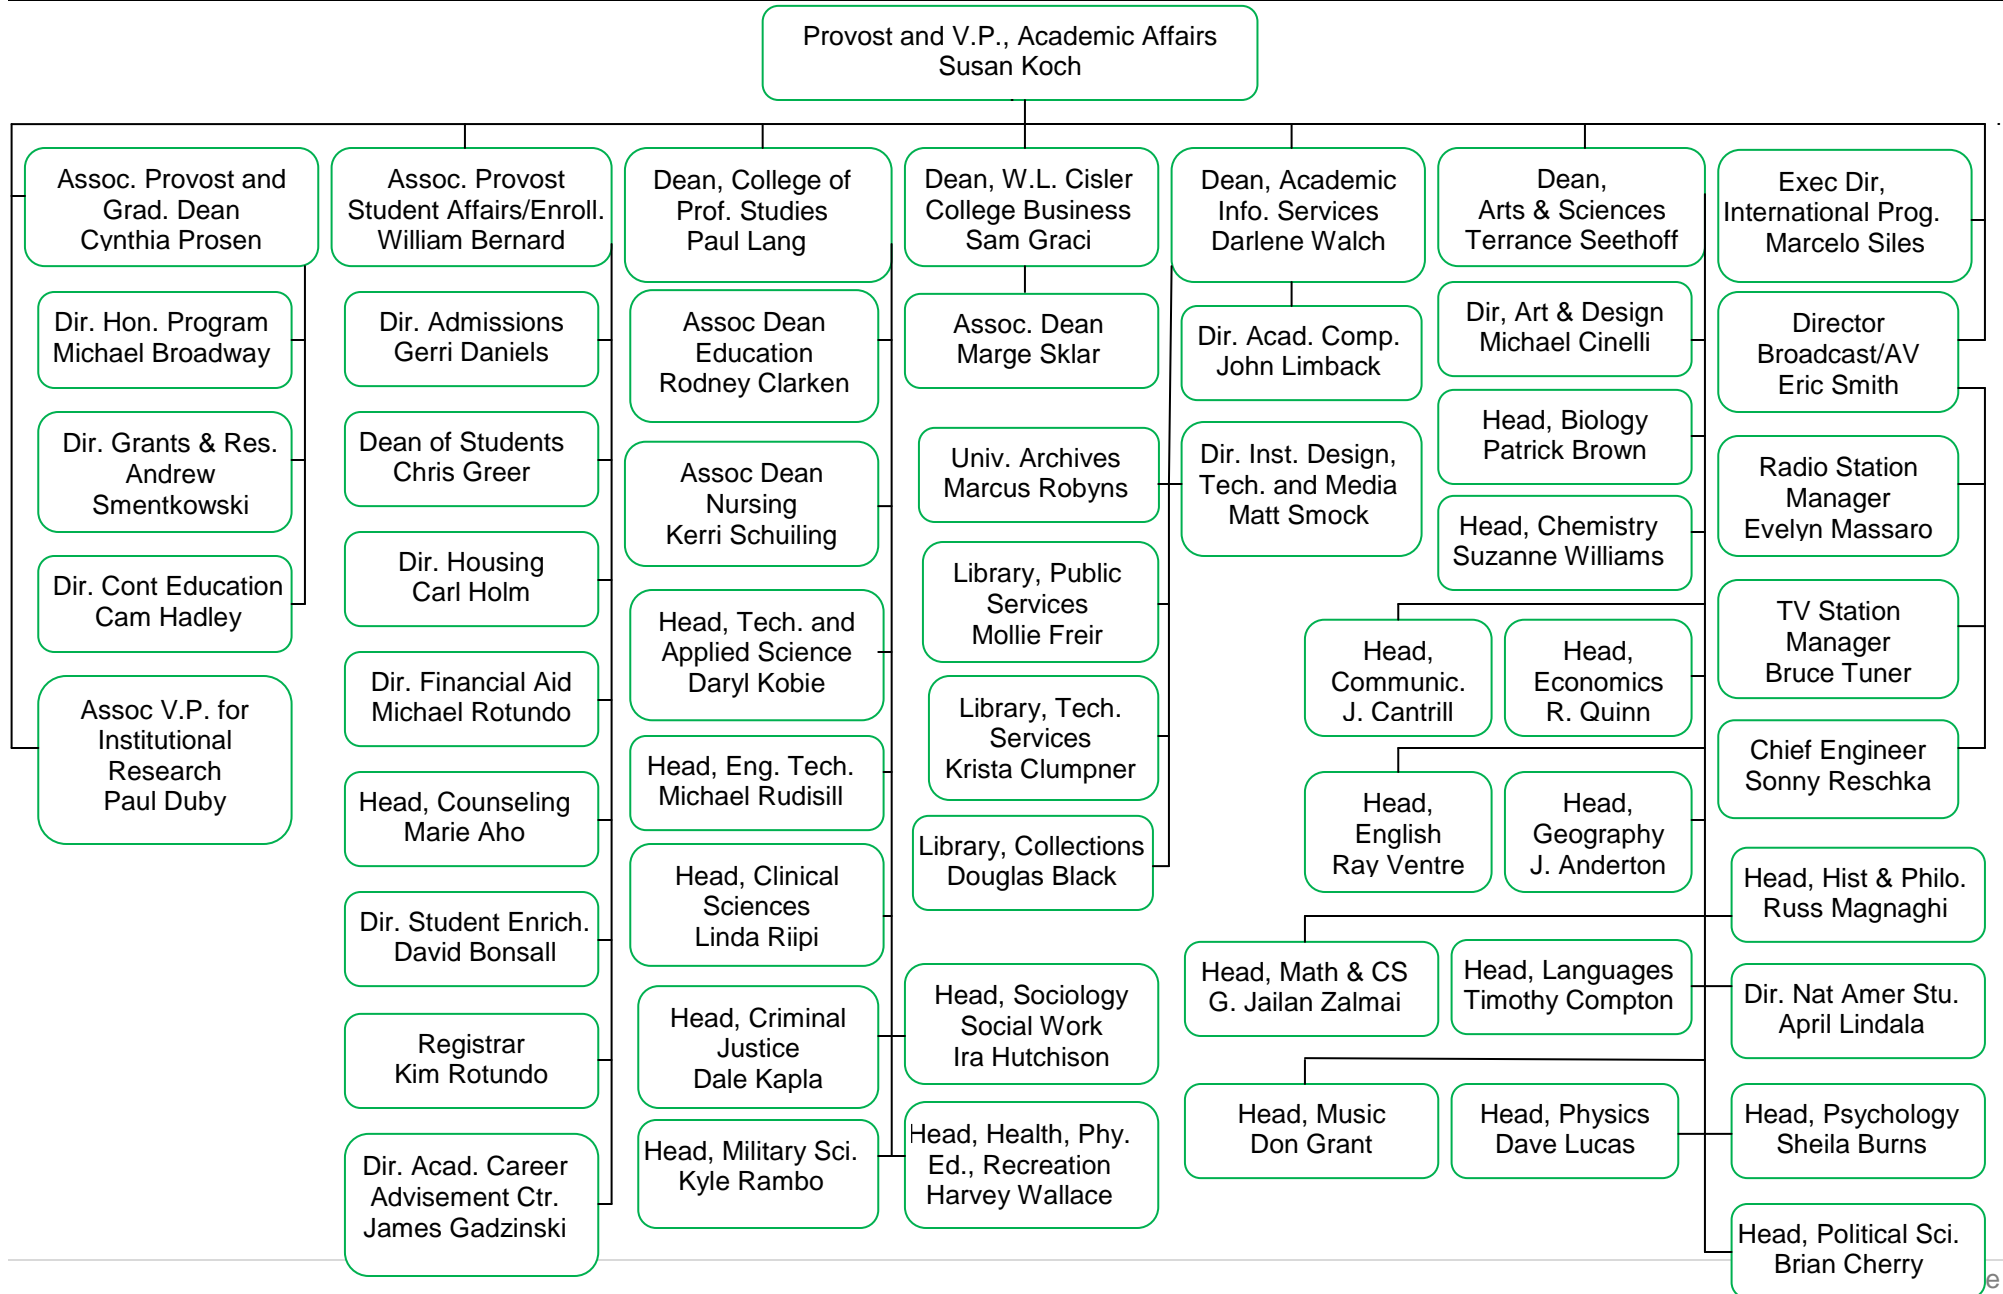 Provost and V.P., Academic Affairs
Susan Koch
Assoc. Provost and
Grad. Dean
Cynthia Prosen
Assoc. Provost
Student Affairs/Enroll.
William Bernard
Dean, College of
Prof. Studies
Paul Lang
Dean, W.L. Cisler
College Business
Sam Graci
Dean, Academic
Info. Services
Darlene Walch
Dean,
Arts & Sciences
Terrance Seethoff
Exec Dir,
International Prog.
Marcelo Siles
Dir. Hon. Program
Michael Broadway
Dir. Grants & Res.
Andrew
Smentkowski
Dir. Cont Education
Cam Hadley
Assoc V.P. for
Institutional
Research
Paul Duby
Dir. Admissions
Gerri Daniels
Dean of Students
Chris Greer
Dir. Housing
Carl Holm
Dir. Financial Aid
Michael Rotundo
Head, Counseling
Marie Aho
Dir. Student Enrich.
David Bonsall
Registrar
Kim Rotundo
Dir. Acad. Career
Advisement Ctr.
James Gadzinski
Assoc Dean
Education
Rodney Clarken
Assoc Dean
Nursing
Kerri Schuiling
Head, Tech. and
Applied Science
Daryl Kobie
Head, Eng. Tech.
Michael Rudisill
Head, Clinical
Sciences
Linda Riipi
Head, Criminal
Justice
Dale Kapla
Head, Military Sci.
Kyle Rambo
Assoc. Dean
Marge Sklar
Univ. Archives
Marcus Robyns
Library, Public
Services
Mollie Freir
Library, Tech.
Services
Krista Clumpner
Library, Collections
Douglas Black
Head, Sociology
Social Work
Ira Hutchison
Head, Health, Phy.
Ed., Recreation
Harvey Wallace
Dir. Acad. Comp.
John Limback
Dir. Inst. Design,
Tech. and Media
Matt Smock
Dir, Art & Design
Michael Cinelli
Head, Biology
Patrick Brown
Head, Chemistry
Suzanne Williams
Head,
Communic.
J. Cantrill
Head,
Economics
R. Quinn
Head,
English
Ray Ventre
Head,
Geography
J. Anderton
Head, Math & CS
G. Jailan Zalmai
Head, Languages
Timothy Compton
Head, Music
Don Grant
Head, Physics
Dave Lucas
Director
Broadcast/AV
Eric Smith
Radio Station
Manager
Evelyn Massaro
TV Station
Manager
Bruce Tuner
Chief Engineer
Sonny Reschka
Head, Hist & Philo.
Russ Magnaghi
Dir. Nat Amer Stu.
April Lindala
Head, Psychology
Sheila Burns
Head, Political Sci.
Brian Cherry
e